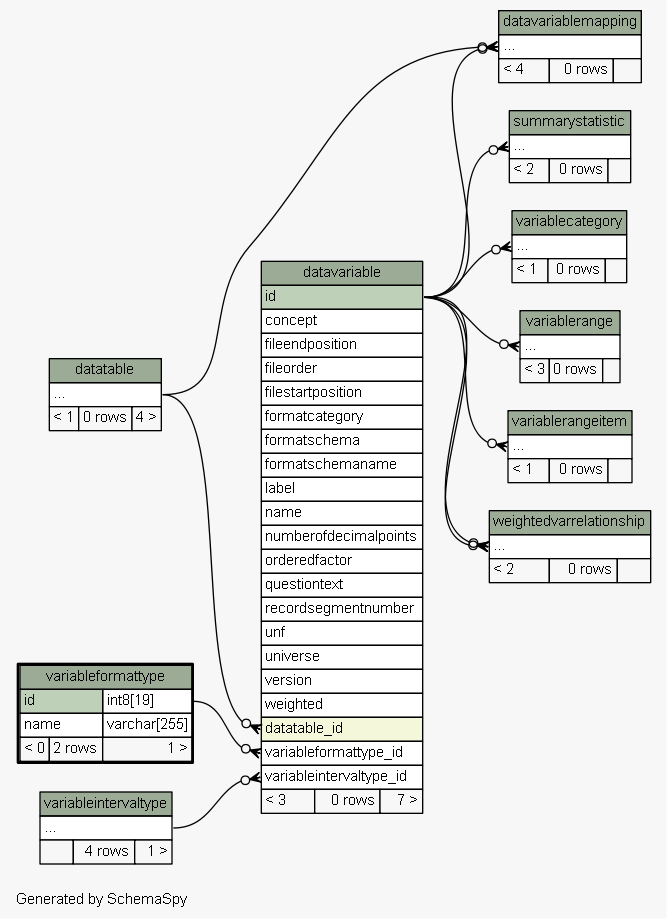 datavariablemapping
...
< 4 0 rows
summarystatistic
...
< 2 0 rows
variablecategory
...
< 1 0 rows
variablerange
...
< 3 0 rows
variablerangeitem
...
< 1 0 rows
weightedvarrelationship
...
< 2 0 rows
datavariable
id
concept
fileendposition
fileorder
filestartposition
formatcategory
formatschema
formatschemaname
label
name
numberofdecimalpoints
orderedfactor
questiontext
recordsegmentnumber
unf
universe
version
weighted
datatable_id
variableformattype_id
variableintervaltype_id
< 3 0 rows 7 >
datatable
...
< 1 0 rows 4 >
variableformattype
id int8[19]
name varchar[255]
< 0 2 rows 1 >
variableintervaltype
...
4 rows 1 >
Generated by SchemaSpy